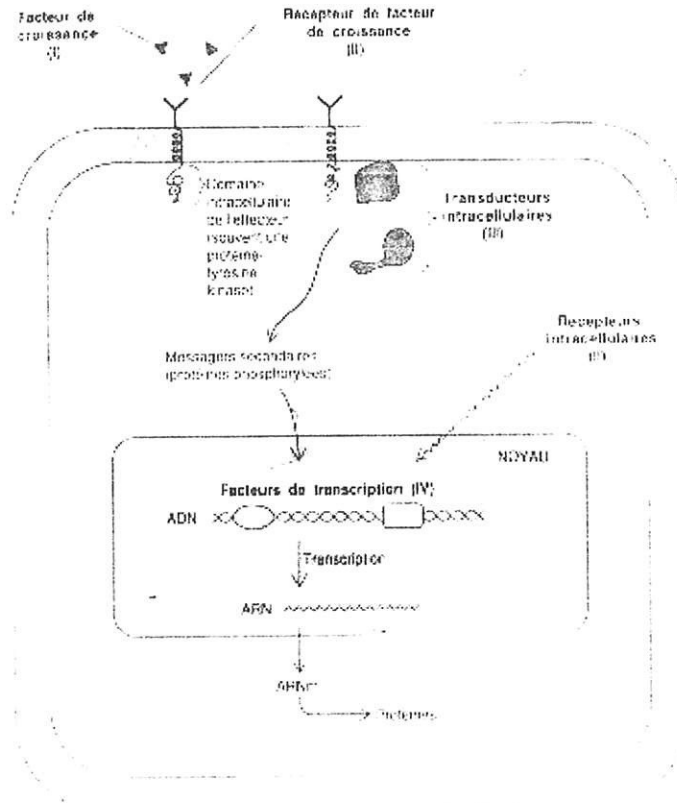 Facteur de
croissance
(I)
Récepteur de facteur
de croissance
(II)
Domaine
intracellulaire
de l'effecteur
(souvent une
protéine-
tyrosine
kinase)
Transducteurs
intracellulaires
(III)
Messagers secondaires
(protéines phosphorylées)
Récepteurs
intracellulaires
(II)
NOYAU
Facteurs de transcription (IV)
ADN
Transcription
ARN
ARNm
Protéines